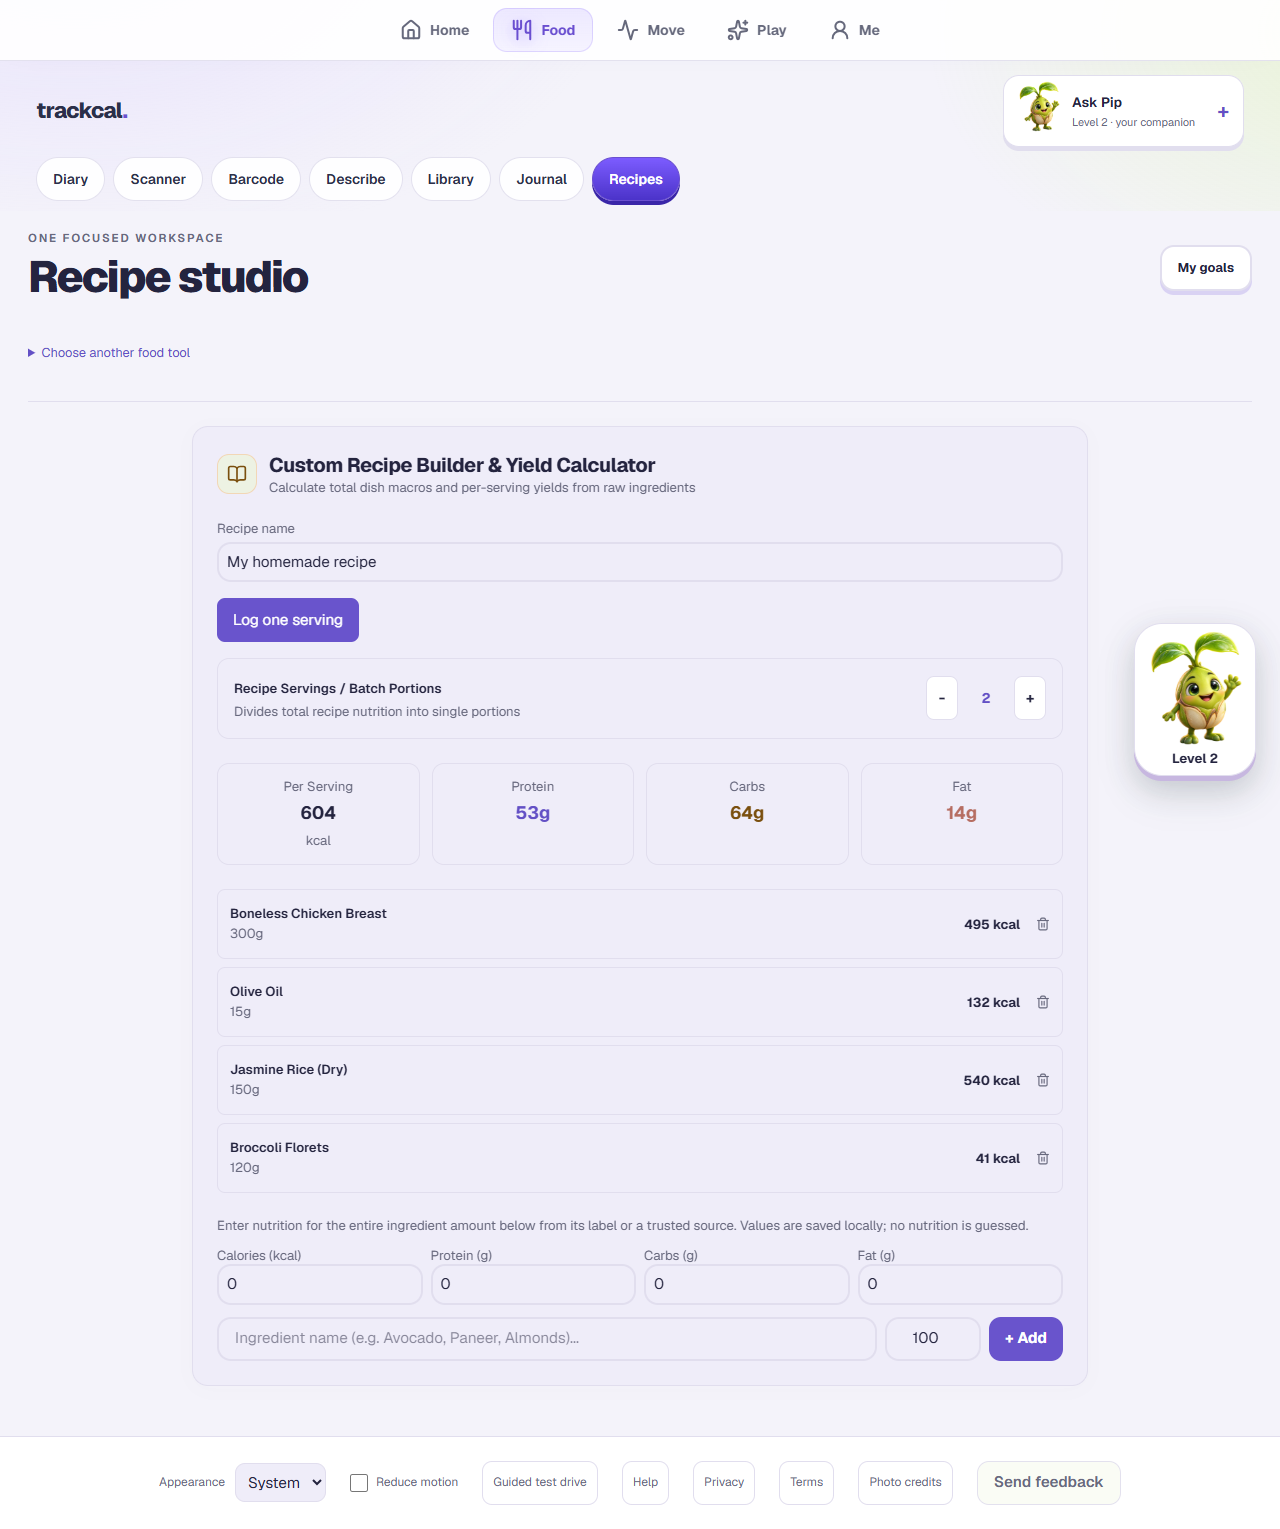 Home
Food
Move
Play
Me
trackcal.
Ask Pip
Level 2 · your companion
+
Diary
Scanner
Barcode
Describe
Library
Journal
Recipes
ONE FOCUSED WORKSPACE
Recipe studio
My goals
Choose another food tool
Custom Recipe Builder & Yield Calculator
Calculate total dish macros and per-serving yields from raw ingredients
Recipe name
My homemade recipe
Log one serving
Recipe Servings / Batch Portions
Divides total recipe nutrition into single portions
-
2
+
Per Serving
604
kcal
Protein
53g
Carbs
64g
Fat
14g
Level 2
Boneless Chicken Breast
300g
495 kcal
Olive Oil
15g
132 kcal
Jasmine Rice (Dry)
150g
540 kcal
Broccoli Florets
120g
41 kcal
Enter nutrition for the entire ingredient amount below from its label or a trusted source. Values are saved locally; no nutrition is guessed.
Calories (kcal)
Protein (g)
Carbs (g)
Fat (g)
0
0
0
0
Ingredient name (e.g. Avocado, Paneer, Almonds)...
100
+ Add
Appearance
System
Reduce motion
Guided test drive
Help
Privacy
Terms
Photo credits
Send feedback